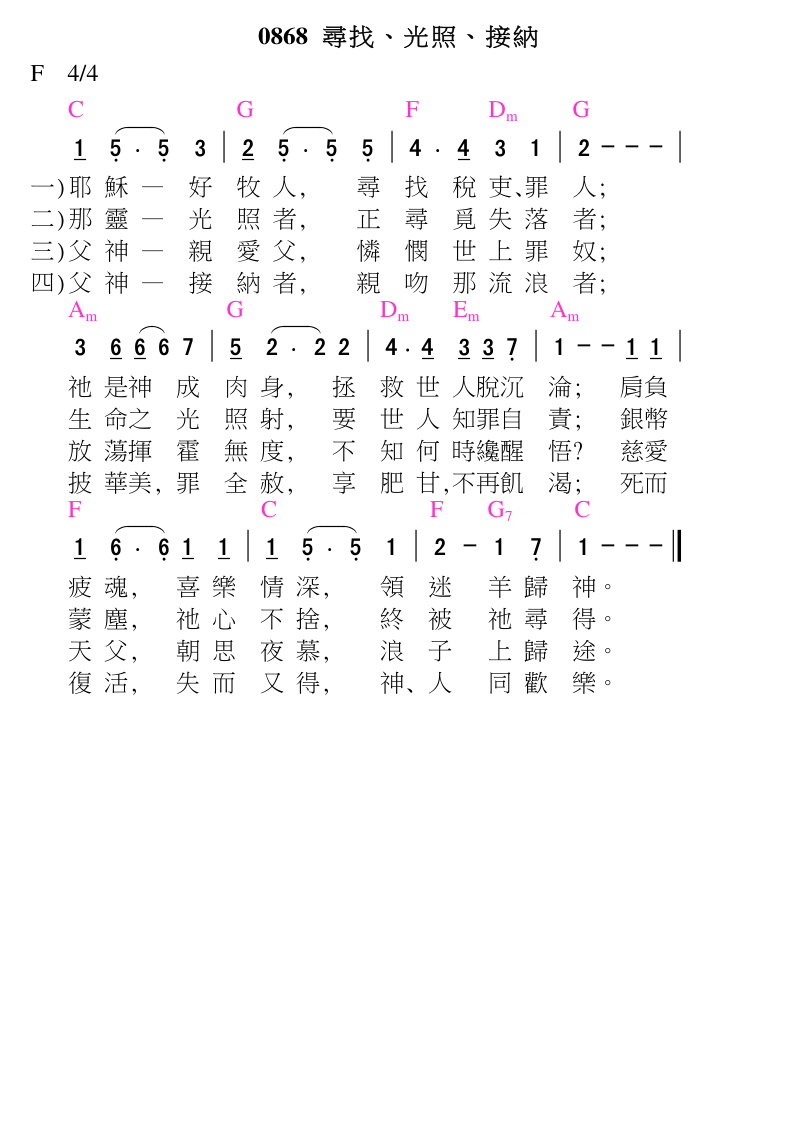 0868 尋找、光照、接納
F 4/4
C G F Dm G
1 5 · 5 3 | 2 5 · 5 5 | 4 · 4 3 1 | 2 - - - |
一)耶穌—好牧人, 尋找稅吏、罪人;
二)那靈—光照者, 正尋覓失落者;
三)父神—親愛父, 憐憫世上罪奴;
四)父神—接納者, 親吻那流浪者;
Am G Dm Em Am
3 6 6 6 7 | 5 2 · 2 2 | 4 · 4 3 3 7 | 1 - - 1 1 |
祂是神成肉身, 拯救世人脫沉淪; 肩負
生命之光照射, 要世人知罪自責; 銀幣
放蕩揮霍無度, 不知何時纔醒悟? 慈愛
披華美, 罪全赦, 享肥甘,不再飢渴; 死而
F C F G7 C
1 6 · 6 1 1 | 1 5 · 5 1 | 2 - 1 7 | 1 - - - ‖
疲魂, 喜樂情深, 領迷羊歸神。
蒙塵, 祂心不捨, 終被祂尋得。
天父, 朝思夜慕, 浪子上歸途。
復活, 失而又得, 神、人同歡樂。